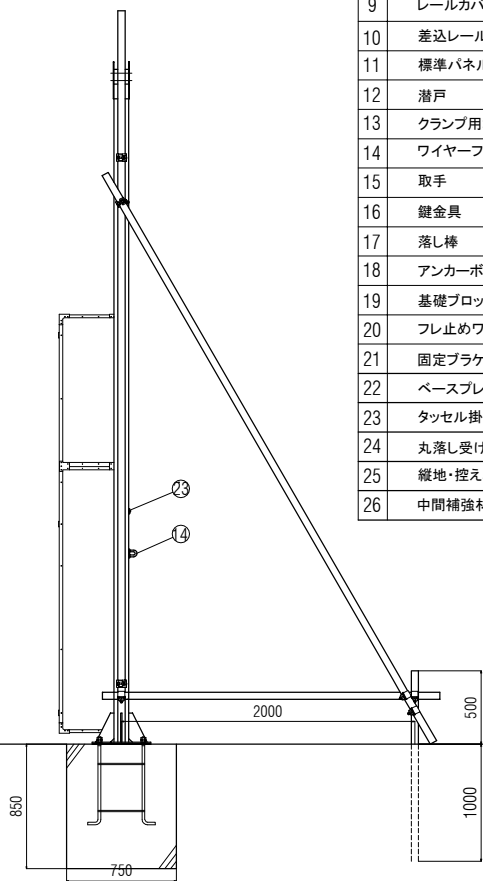 9 レールカバ
10 差込レール
11 標準パネル
12 潜戸
13 クランプ用
14 ワイヤーフ
15 取手
16 鍵金具
17 落し棒
18 アンカーボ
19 基礎ブロッ
20 フレ止めワ
21 固定ブラケ
22 ベースプレ
23 タッセル掛
24 丸落し受け
25 縦地・控え
26 中間補強材
23
14
2000
500
850
1000
750